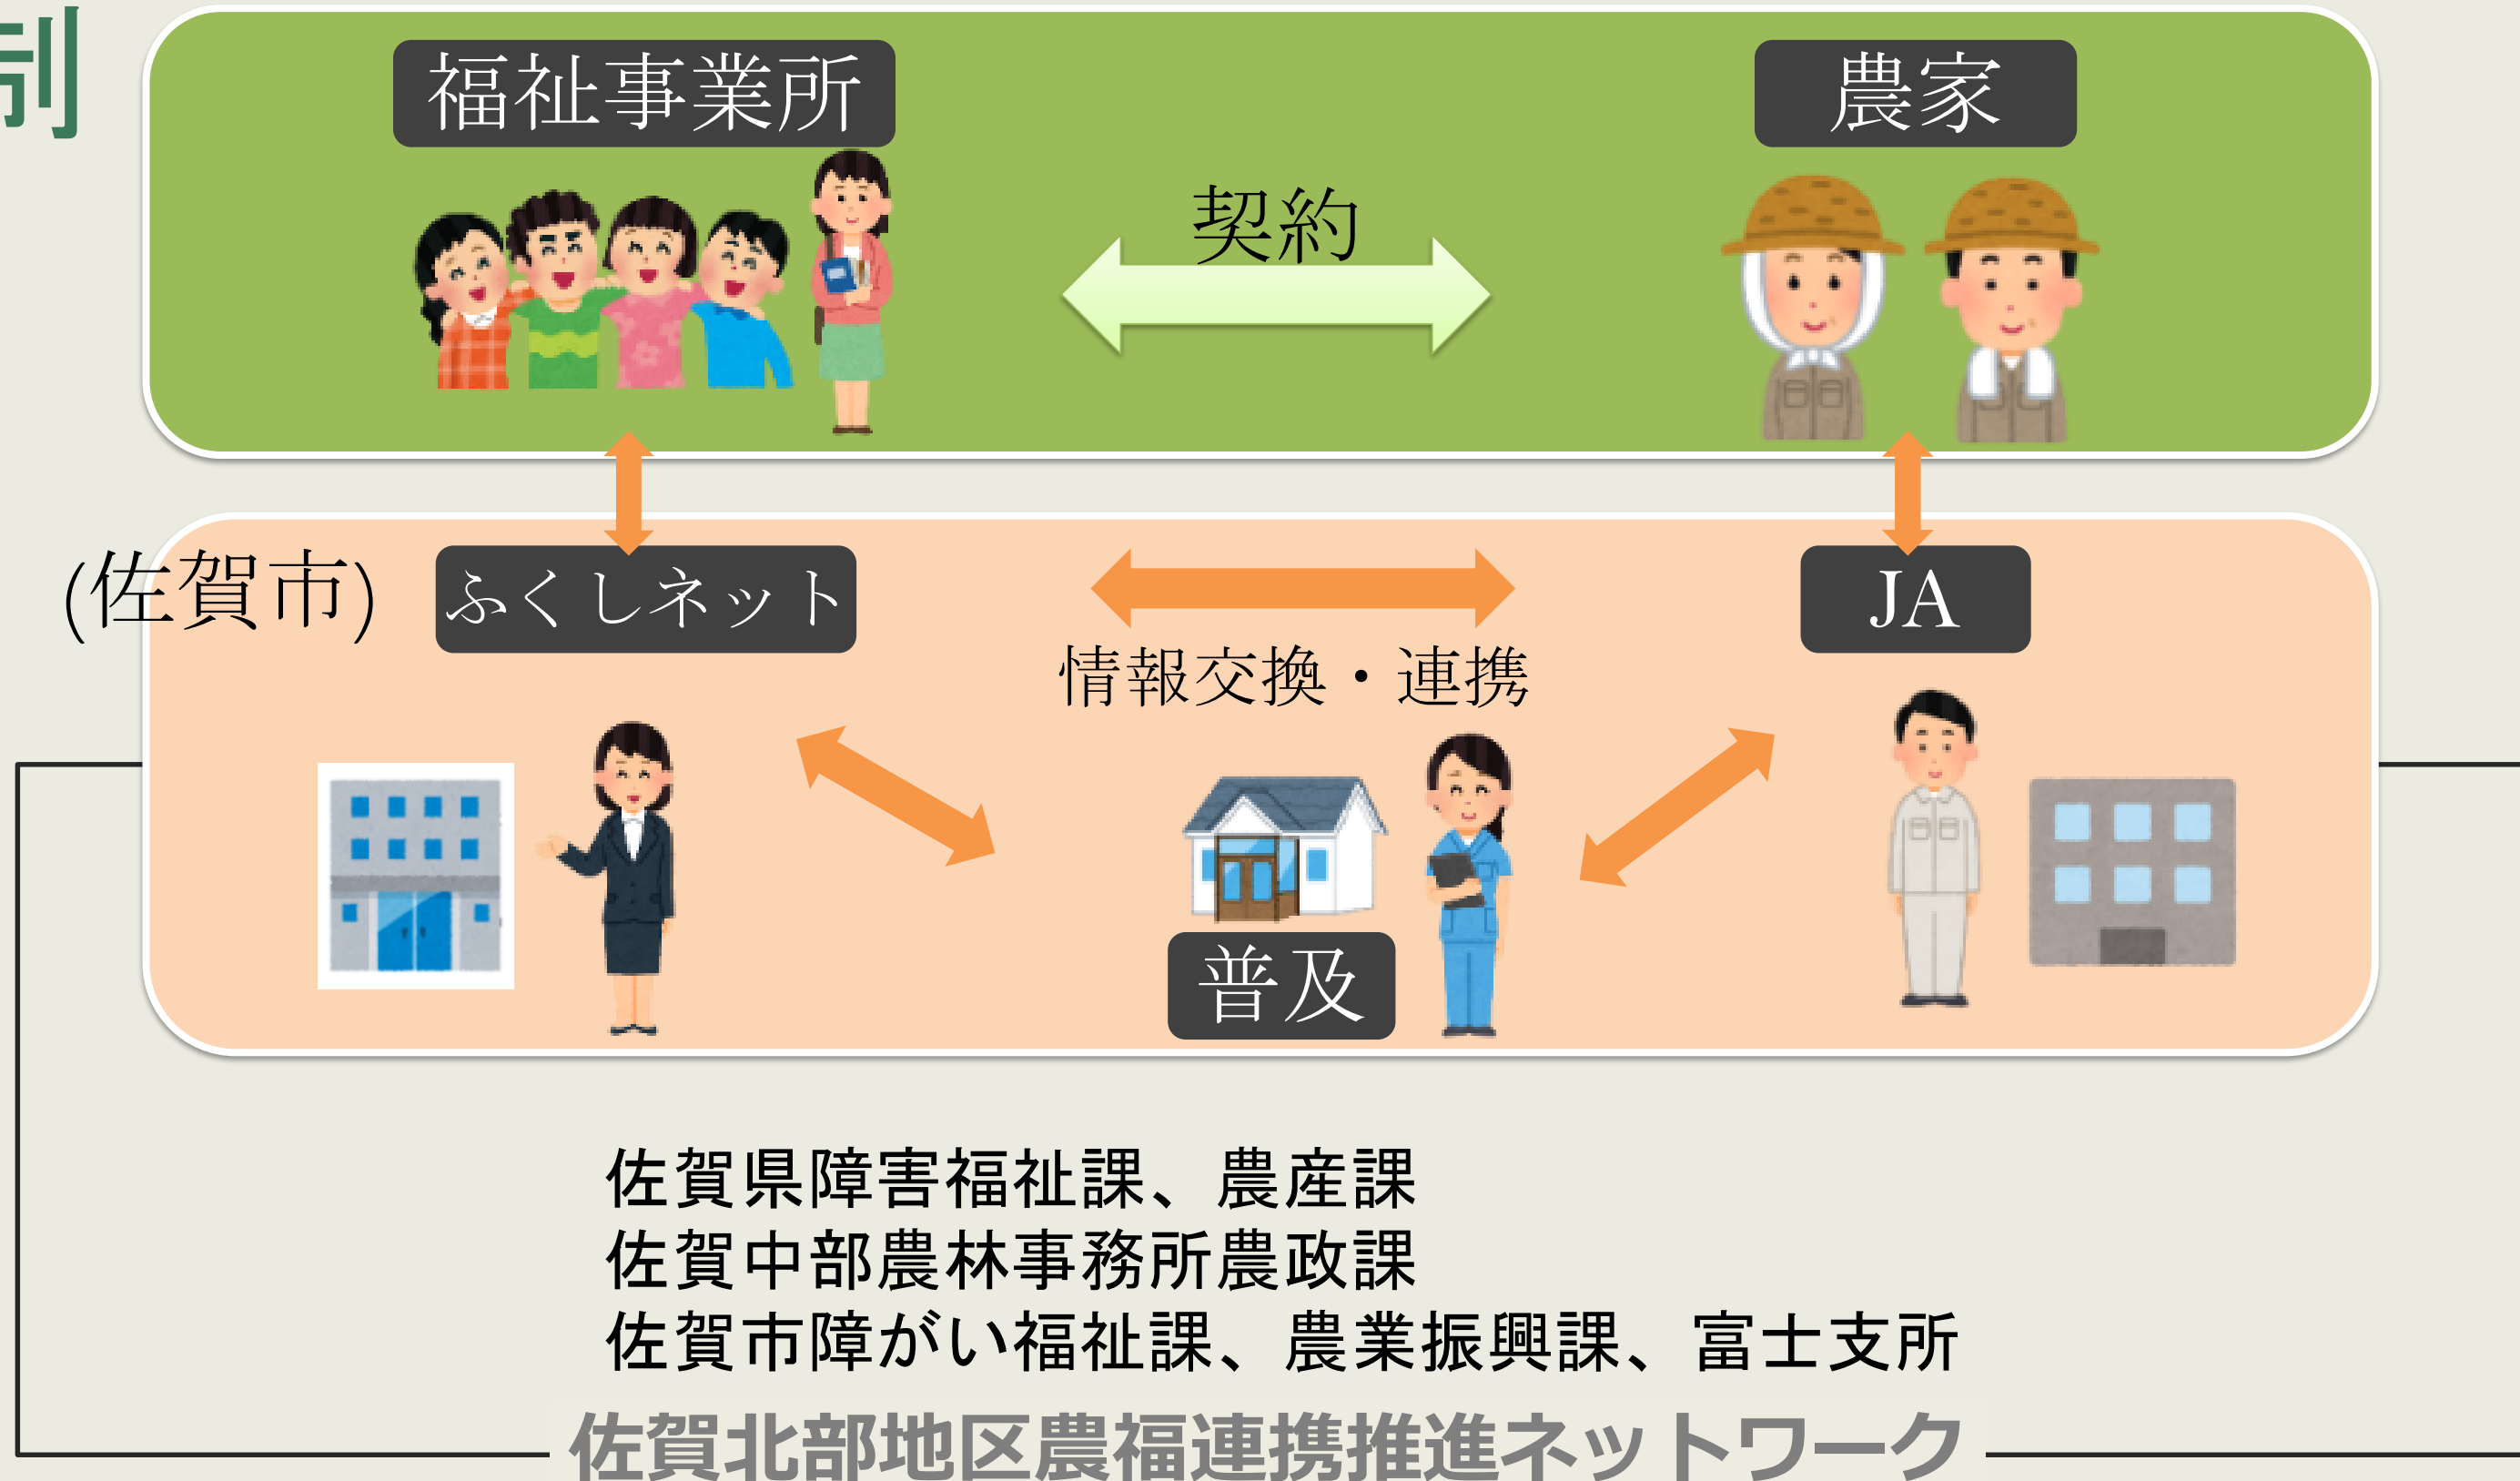 制
福祉事業所
農家
契約
(佐賀市)
ふくしネット
JA
情報交換・連携
普及
佐賀県障害福祉課、農産課
佐賀中部農林事務所農政課
佐賀市障がい福祉課、農業振興課、富士支所
佐賀北部地区農福連携推進ネットワーク